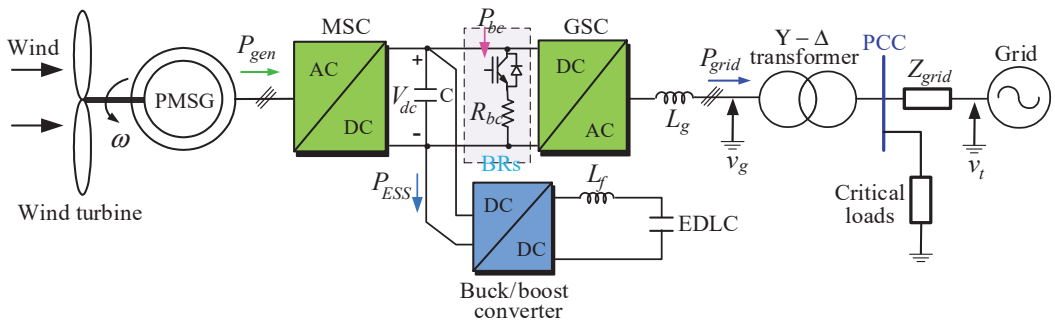 Wind
P_gen
PMSG
ω
Wind turbine
MSC
AC
DC
+
V_dc
-
C
P_bc
R_bc
BRs
GSC
DC
AC
P_ESS
DC
DC
L_f
EDLC
Buck/boost
converter
L_g
P_grid
v_g
Y – Δ
transformer
PCC
Z_grid
Grid
v_t
Critical
loads